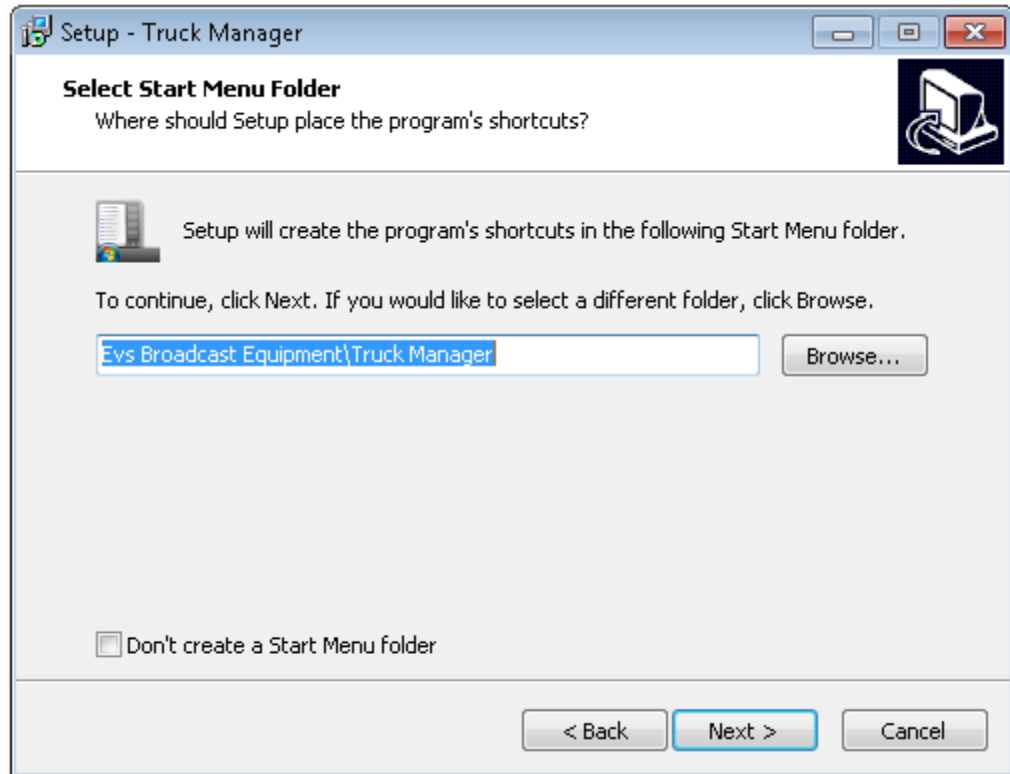 Setup - Truck Manager
Select Start Menu Folder
Where should Setup place the program's shortcuts?
Setup will create the program's shortcuts in the following Start Menu folder.
To continue, click Next. If you would like to select a different folder, click Browse.
Evs Broadcast Equipment\Truck Manager
Browse...
Don't create a Start Menu folder
< Back
Next >
Cancel